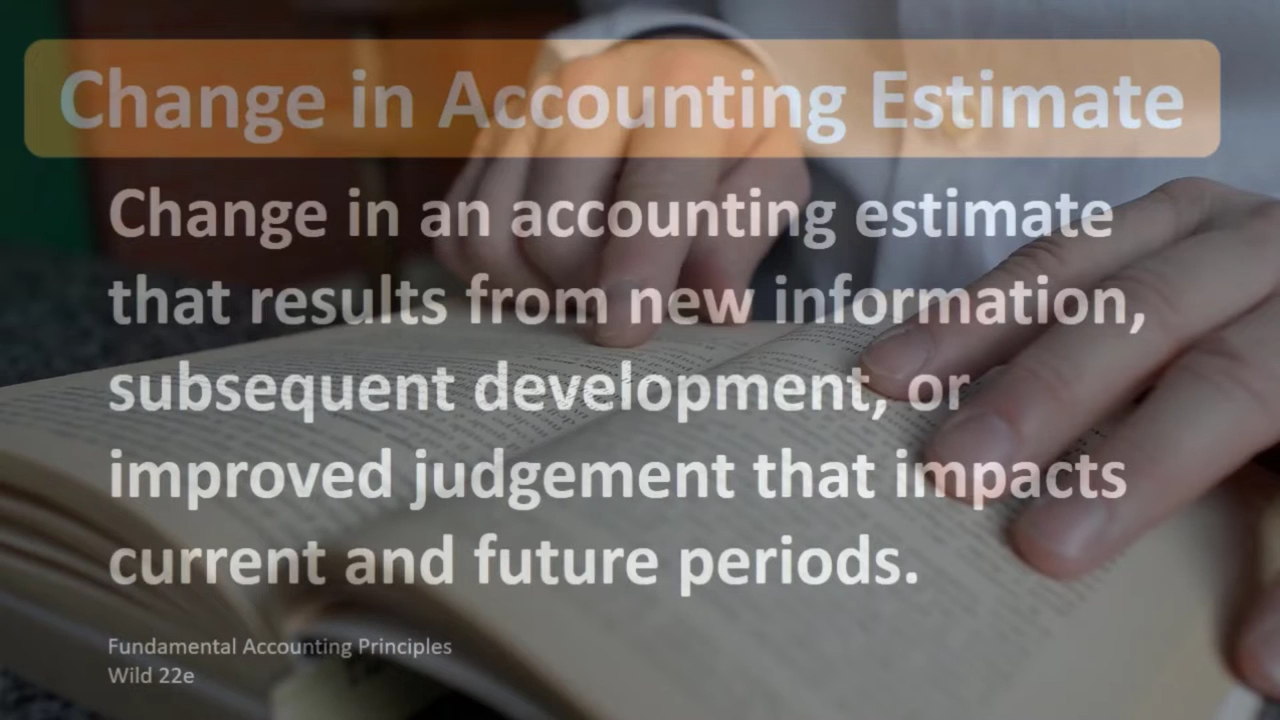 Change in Accounting Estimate
Change in an accounting estimate
that results from new information,
subsequent development, or
improved judgement that impacts
current and future periods.
Fundamental Accounting Principles
Wild 22e